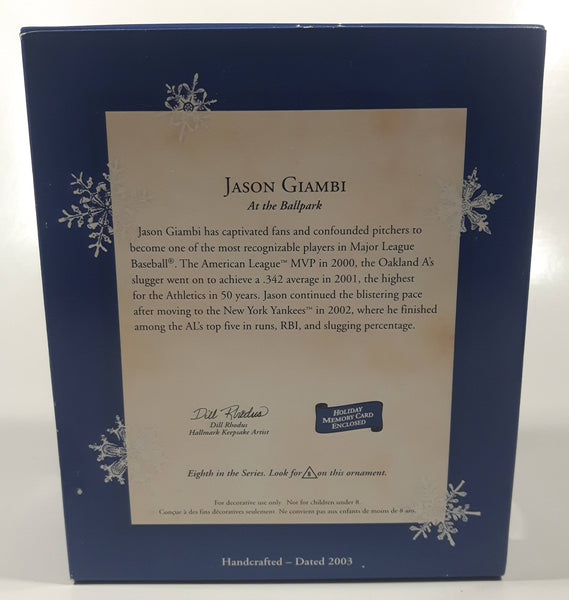 JASON GIAMBI
At the Ballpark
Jason Giambi has captivated fans and confounded pitchers to
become one of the most recognizable players in Major League
Baseball®. The American League™ MVP in 2000, the Oakland A's
slugger went on to achieve a .342 average in 2001, the highest
for the Athletics in 50 years. Jason continued the blistering pace
after moving to the New York Yankees™ in 2002, where he finished
among the AL's top five in runs, RBI, and slugging percentage.
Dill Rhodus
Dill Rhodus
Hallmark Keepsake Artist
HOLIDAY
MEMORY CARD
ENCLOSED
Eighth in the Series. Look for 8 on this ornament.
For decorative use only. Not for children under 8.
Conçue à des fins décoratives seulement. Ne convient pas aux enfants de moins de 8 ans.
Handcrafted – Dated 2003